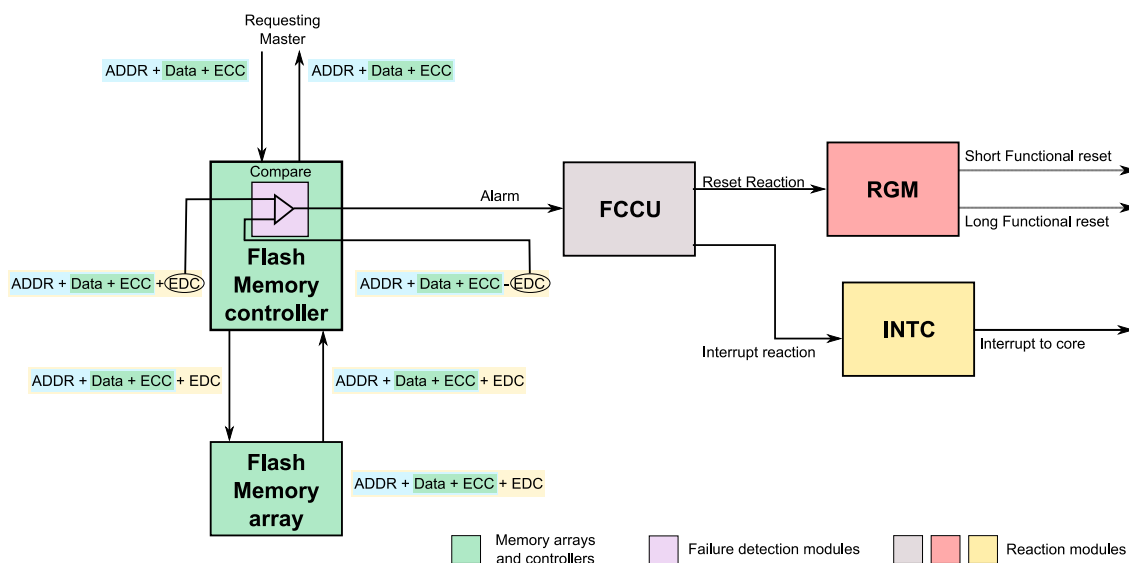 Requesting
Master
ADDR + Data + ECC
ADDR + Data + ECC
Compare
Alarm
FCCU
Reset Reaction
RGM
Short Functional reset
Long Functional reset
Flash
Memory
controller
ADDR + Data + ECC +EDC
ADDR + Data + ECC -EDC
Interrupt reaction
INTC
Interrupt to core
ADDR + Data + ECC + EDC
ADDR + Data + ECC + EDC
Flash
Memory
array
ADDR + Data + ECC + EDC
Memory arrays
and controllers
Failure detection modules
Reaction modules